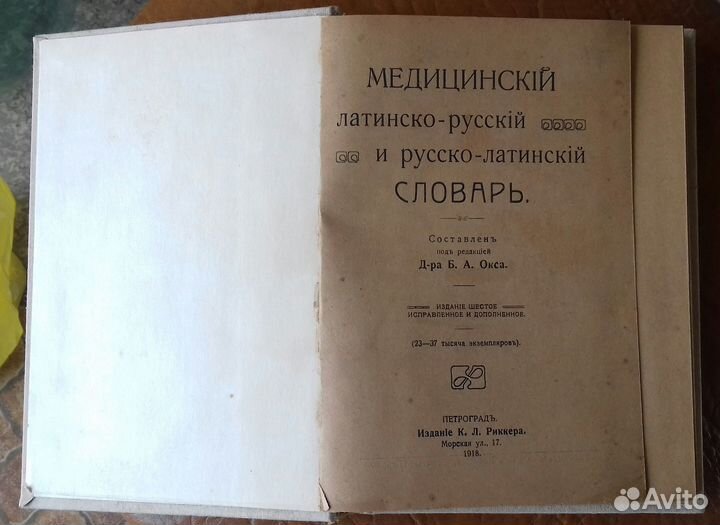 МЕДИЦИНСКІЙ
ЛАТИНСКО-РУССКІЙ
И РУССКО-ЛАТИНСКІЙ
СЛОВАРЬ.
Составленъ
подъ редакціей
Д-ра Б. А. Окса.
ИЗДАНІЕ ШЕСТОЕ
ИСПРАВЛЕННОЕ И ДОПОЛНЕННОЕ.
(23—37 тысяча экземпляровъ).
ПЕТРОГРАДЪ.
Изданіе К. Л. Риккера.
Морская ул., 17.
1918.
Avito